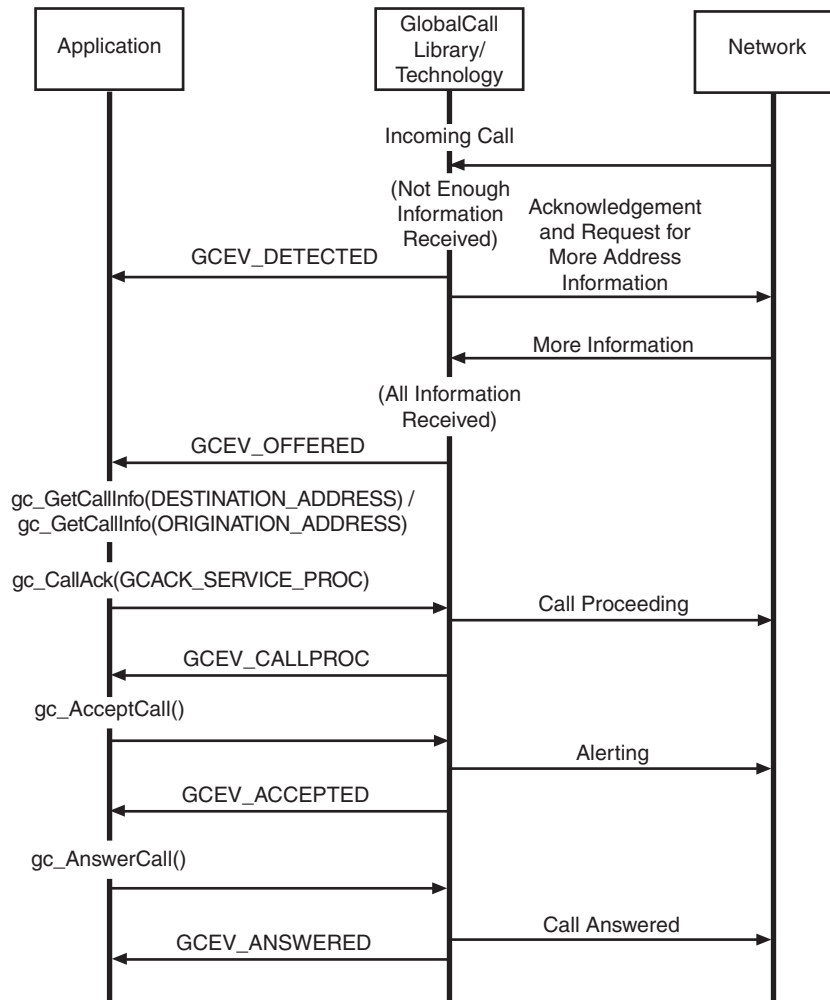 Application
GlobalCall
Library/
Technology
Network
Incoming Call
(Not Enough
Information
Received)
Acknowledgement
and Request for
More Address
Information
GCEV_DETECTED
More Information
(All Information
Received)
GCEV_OFFERED
gc_GetCallInfo(DESTINATION_ADDRESS) /
gc_GetCallInfo(ORIGINATION_ADDRESS)
gc_CallAck(GCACK_SERVICE_PROC)
Call Proceeding
GCEV_CALLPROC
gc_AcceptCall()
Alerting
GCEV_ACCEPTED
gc_AnswerCall()
Call Answered
GCEV_ANSWERED